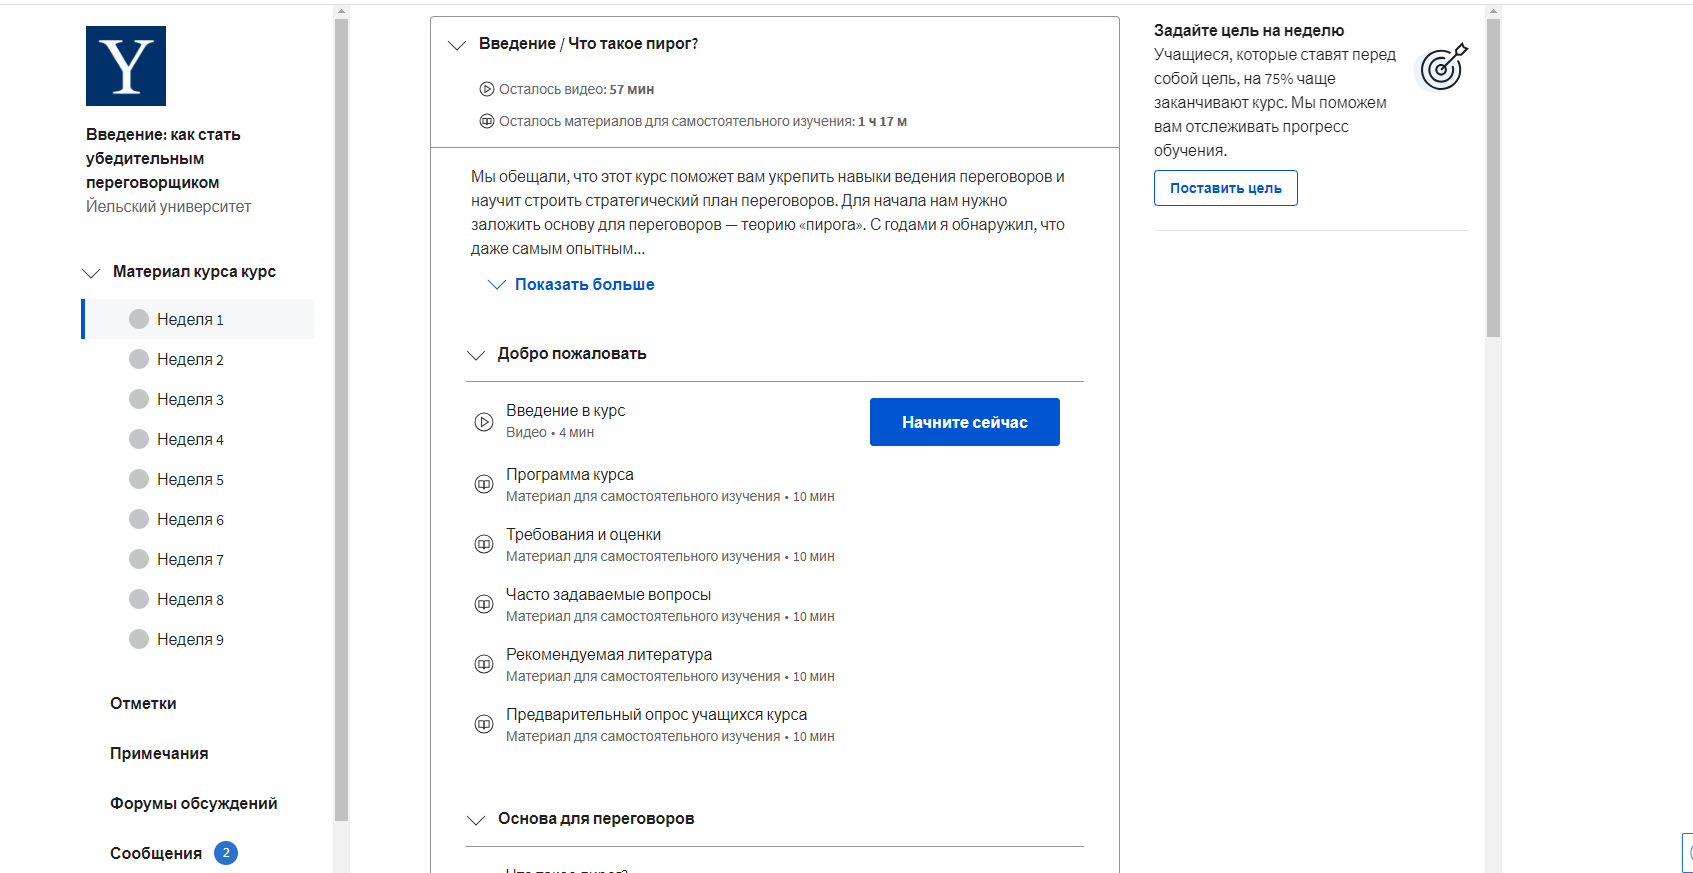 Y
Введение: как стать
убедительным
переговорщиком
Йельский университет
Материал курса курс
Неделя 1
Неделя 2
Неделя 3
Неделя 4
Неделя 5
Неделя 6
Неделя 7
Неделя 8
Неделя 9
Отметки
Примечания
Форумы обсуждений
Сообщения 2
Введение / Что такое пирог?
Осталось видео: 57 мин
Осталось материалов для самостоятельного изучения: 1 ч 17 м
Мы обещали, что этот курс поможет вам укрепить навыки ведения переговоров и
научит строить стратегический план переговоров. Для начала нам нужно
заложить основу для переговоров — теорию «пирога». С годами я обнаружил, что
даже самым опытным...
Показать больше
Добро пожаловать
Введение в курс
Видео • 4 мин
Начните сейчас
Программа курса
Материал для самостоятельного изучения • 10 мин
Требования и оценки
Материал для самостоятельного изучения • 10 мин
Часто задаваемые вопросы
Материал для самостоятельного изучения • 10 мин
Рекомендуемая литература
Материал для самостоятельного изучения • 10 мин
Предварительный опрос учащихся курса
Материал для самостоятельного изучения • 10 мин
Основа для переговоров
Что такое пирог?
Задайте цель на неделю
Учащиеся, которые ставят перед
собой цель, на 75% чаще
заканчивают курс. Мы поможем
вам отслеживать прогресс
обучения.
Поставить цель